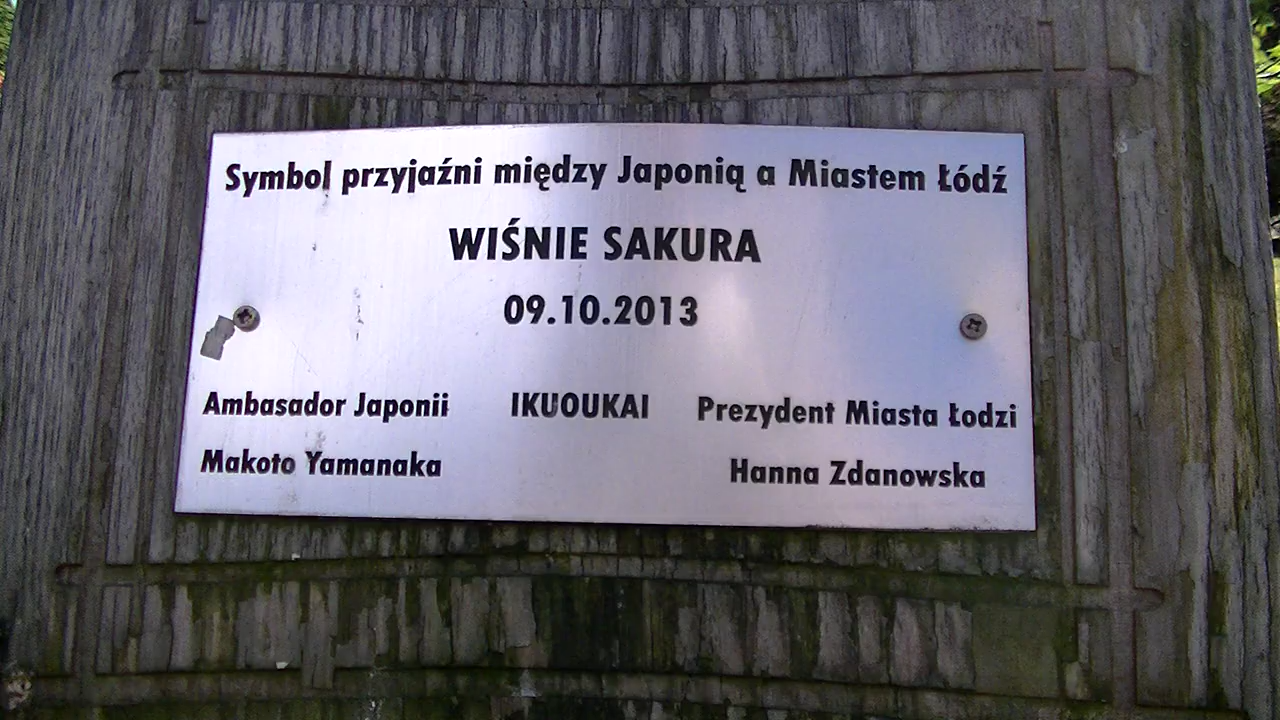 Symbol przyjaźni między Japonią a Miastem Łódź
WIŚNIE SAKURA
09.10.2013
Ambasador Japonii IKUOUKAI Prezydent Miasta Łodzi
Makoto Yamanaka Hanna Zdanowska